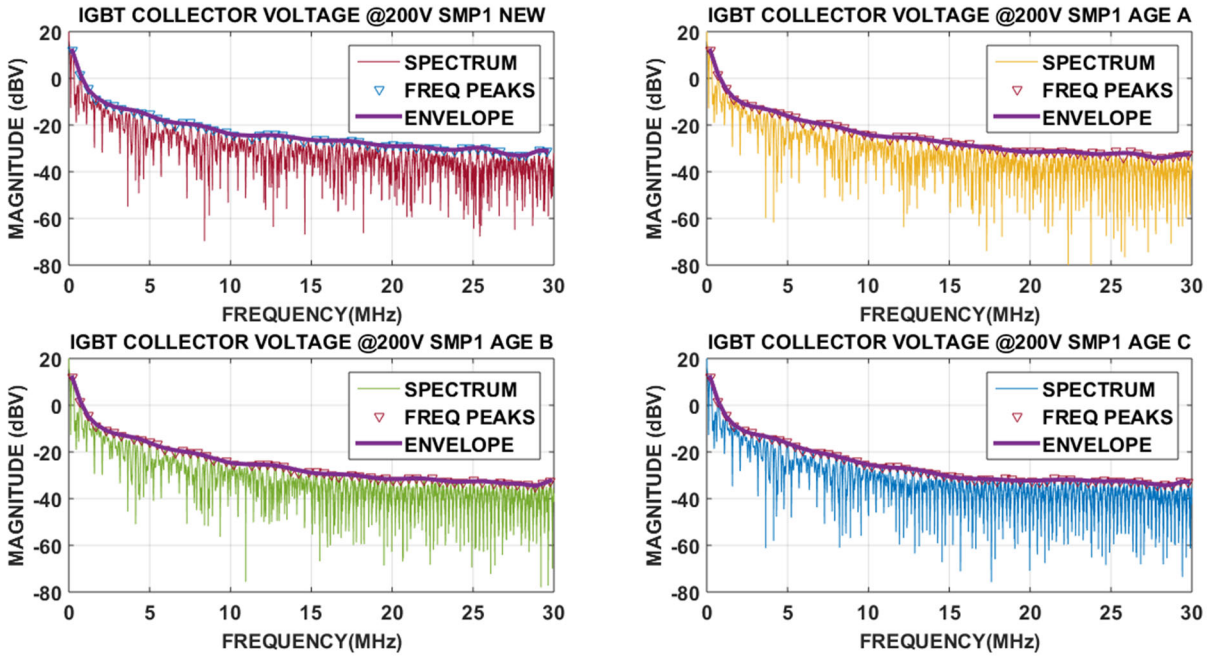 IGBT COLLECTOR VOLTAGE @200V SMP1 NEW
MAGNITUDE (dBV)
20
0
-20
-40
-60
-80
SPECTRUM
FREQ PEAKS
ENVELOPE
0 5 10 15 20 25 30
FREQUENCY(MHz)
IGBT COLLECTOR VOLTAGE @200V SMP1 AGE A
MAGNITUDE (dBV)
20
0
-20
-40
-60
-80
SPECTRUM
FREQ PEAKS
ENVELOPE
0 5 10 15 20 25 30
FREQUENCY(MHz)
IGBT COLLECTOR VOLTAGE @200V SMP1 AGE B
MAGNITUDE (dBV)
20
0
-20
-40
-60
-80
SPECTRUM
FREQ PEAKS
ENVELOPE
0 5 10 15 20 25 30
FREQUENCY(MHz)
IGBT COLLECTOR VOLTAGE @200V SMP1 AGE C
MAGNITUDE (dBV)
20
0
-20
-40
-60
-80
SPECTRUM
FREQ PEAKS
ENVELOPE
0 5 10 15 20 25 30
FREQUENCY(MHz)